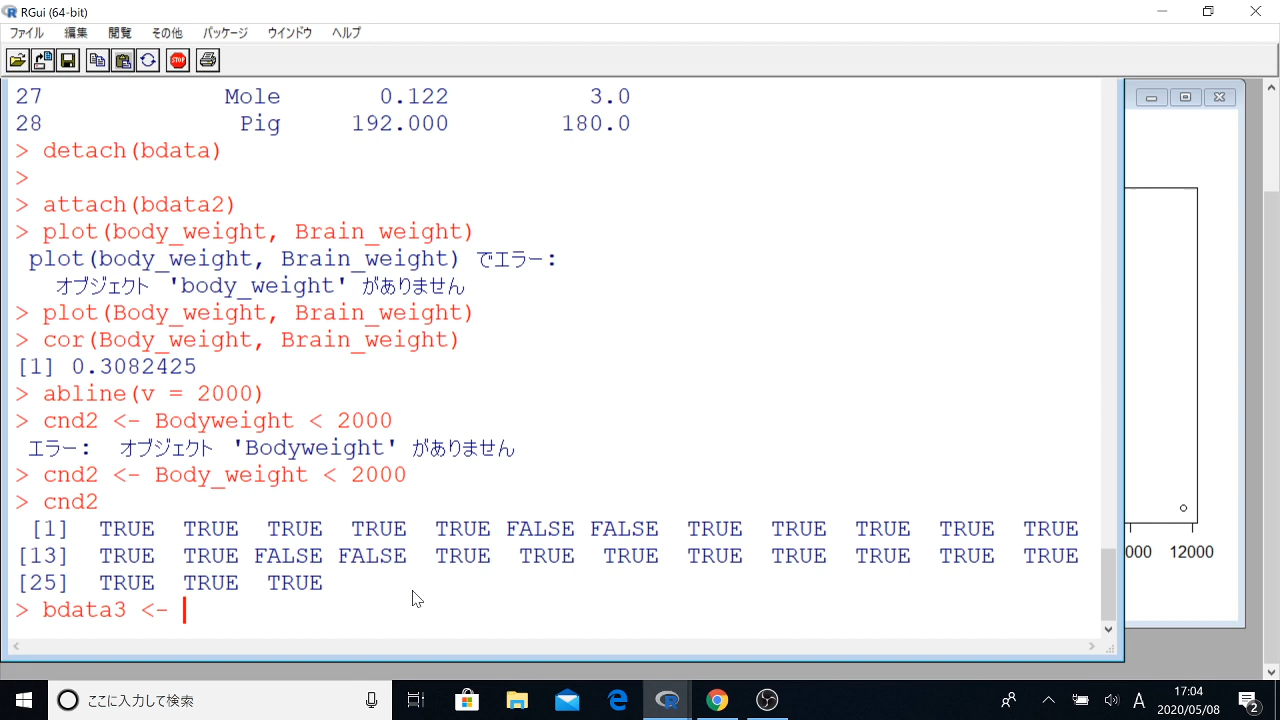 RGui (64-bit)
ファイル 編集 閲覧 その他 パッケージ ウインドウ ヘルプ
STOP
27 Mole 0.122 3.0
28 Pig 192.000 180.0
> detach(bdata)
>
> attach(bdata2)
> plot(body_weight, Brain_weight)
plot(body_weight, Brain_weight) でエラー:
オブジェクト 'body_weight' がありません
> plot(Body_weight, Brain_weight)
> cor(Body_weight, Brain_weight)
[1] 0.3082425
> abline(v = 2000)
> cnd2 <- Bodyweight < 2000
エラー: オブジェクト 'Bodyweight' がありません
> cnd2 <- Body_weight < 2000
> cnd2
[1] TRUE TRUE TRUE TRUE TRUE FALSE FALSE TRUE TRUE TRUE TRUE TRUE
[13] TRUE TRUE FALSE FALSE TRUE TRUE TRUE TRUE TRUE TRUE TRUE TRUE
[25] TRUE TRUE TRUE
> bdata3 <-
000 12000
ここに入力して検索
A
17:04
2020/05/08
2